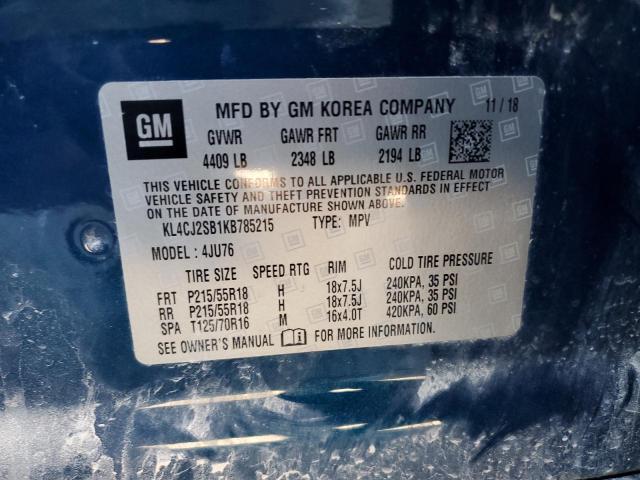 GM MFD BY GM KOREA COMPANY 11/18
GVWR GAWR FRT GAWR RR
4409 LB 2348 LB 2194 LB
THIS VEHICLE CONFORMS TO ALL APPLICABLE U.S. FEDERAL MOTOR
VEHICLE SAFETY AND THEFT PREVENTION STANDARDS IN EFFECT ON
THE DATE OF MANUFACTURE SHOWN ABOVE.
KL4CJ2SB1KB785215 TYPE: MPV
MODEL: 4JU76
TIRE SIZE SPEED RTG RIM COLD TIRE PRESSURE
FRT P215/55R18 H 18x7.5J 240KPA, 35 PSI
RR P215/55R18 H 18x7.5J 240KPA, 35 PSI
SPA T125/70R16 M 16x4.0T 420KPA, 60 PSI
SEE OWNER'S MANUAL FOR MORE INFORMATION.